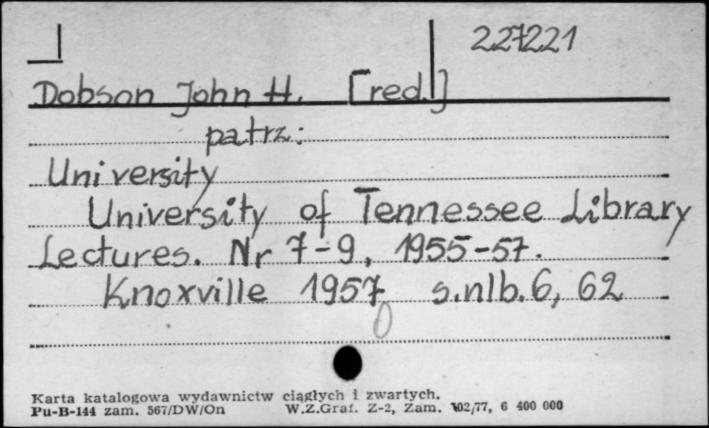 227221
Dobson John H. [red.]
patrz:
University
University of Tennessee Library
Lectures. Nr 7-9, 1955-57.
Knoxville 1957 s.nlb.6, 62
Karta katalogowa wydawnictw ciągłych i zwartych.
Pu-B-144 zam. 567/DW/On W.Z.Graf. Z-2, Zam. 102/77, 6 400 000